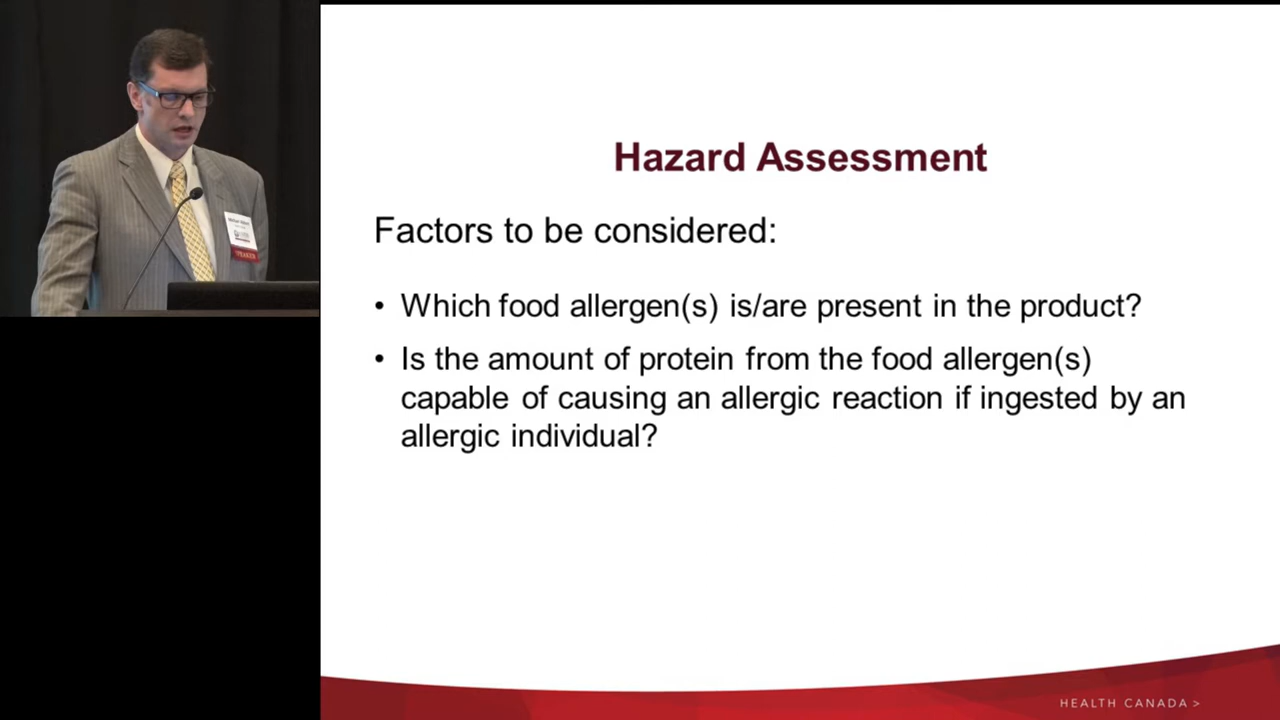 Hazard Assessment
Factors to be considered:
• Which food allergen(s) is/are present in the product?
• Is the amount of protein from the food allergen(s)
capable of causing an allergic reaction if ingested by an
allergic individual?
HEALTH CANADA >
SPEAKER